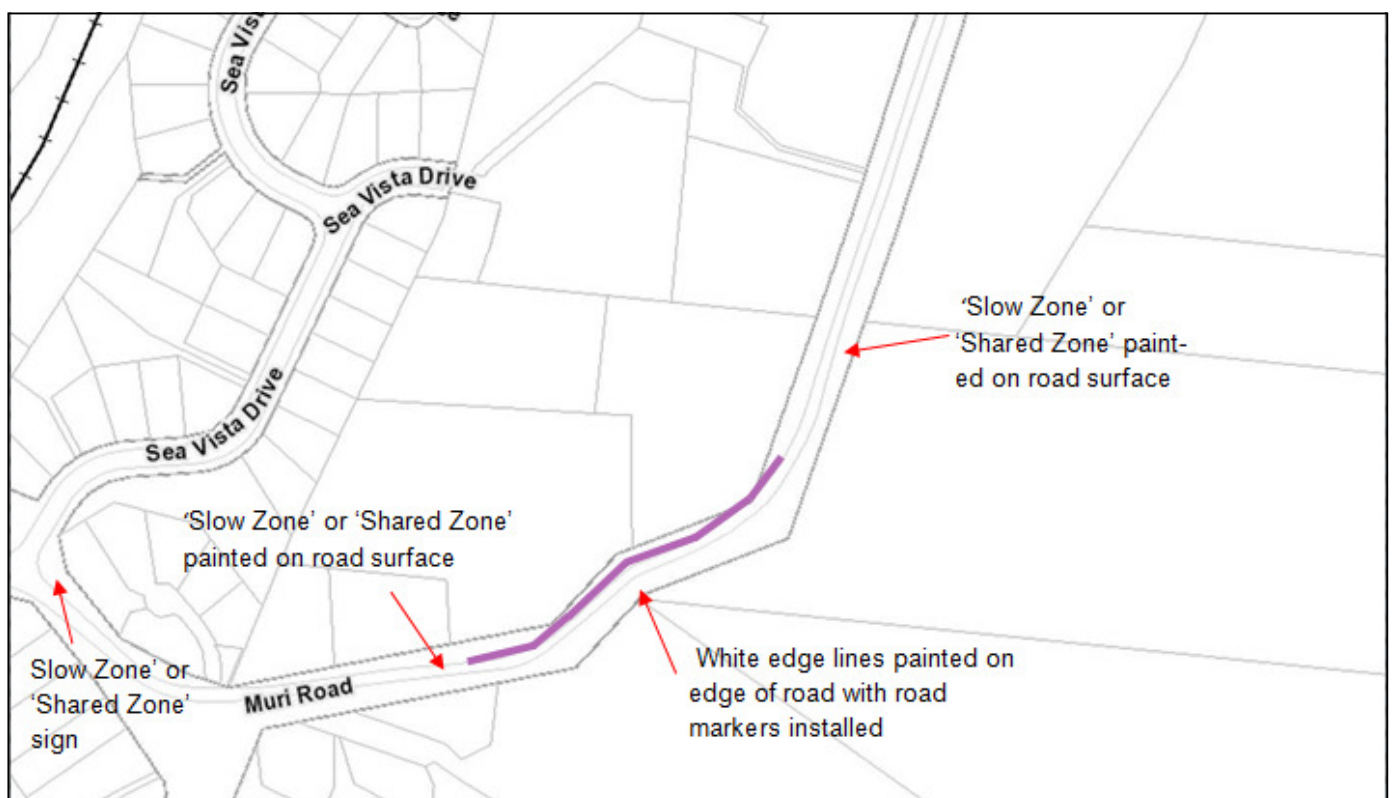 Sea Vist
Sea Vista Drive
‘Slow Zone’ or
‘Shared Zone’ paint-
ed on road surface
Sea Vista Drive
‘Slow Zone’ or ‘Shared Zone’
painted on road surface
Slow Zone’ or
‘Shared Zone’
sign
Muri Road
White edge lines painted on
edge of road with road
markers installed